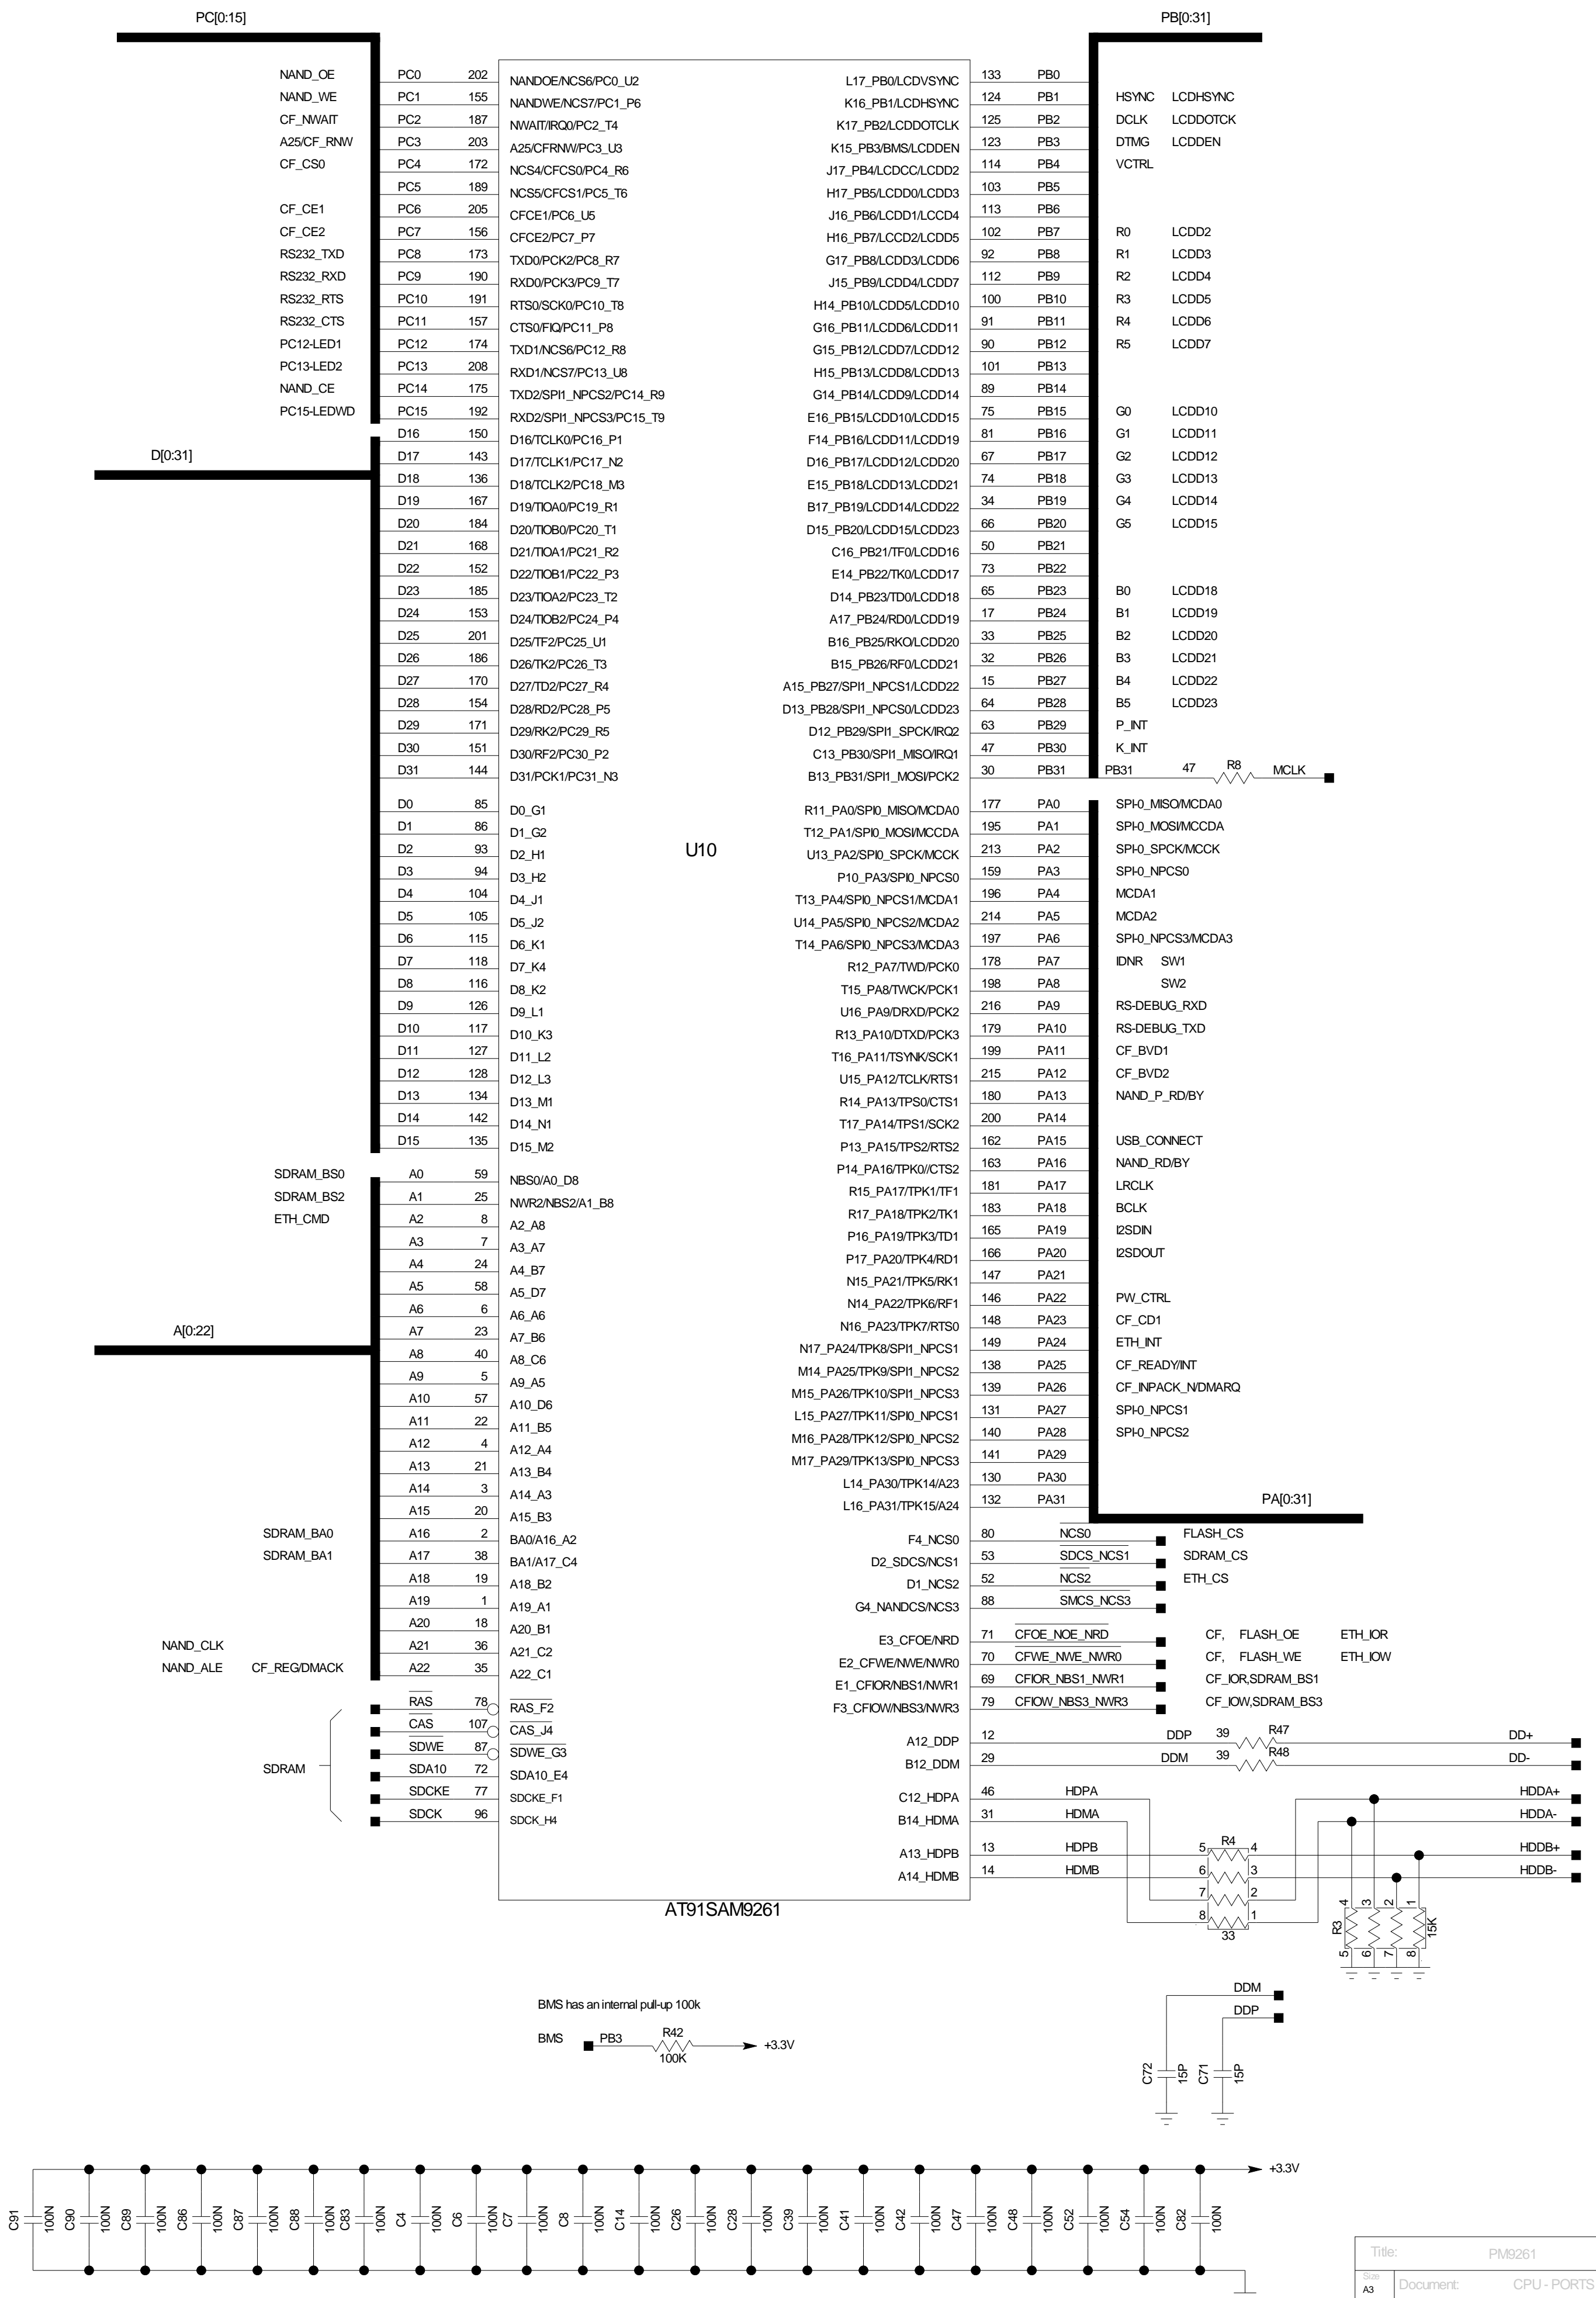 PC[0:15] PB[0:31]
NAND_OE PC0 202 NANDOE/NCS6/PC0_U2 L17_PB0/LCDVSYNC 133 PB0
NAND_WE PC1 155 NANDWE/NCS7/PC1_P6 K16_PB1/LCDHSYNC 124 PB1 HSYNC LCDHSYNC
CF_NWAIT PC2 187 NWAIT/IRQ0/PC2_T4 K17_PB2/LCDDOTCLK 125 PB2 DCLK LCDDOTCK
A25/CF_RNW PC3 203 A25/CFRNW/PC3_U3 K15_PB3/BMS/LCDDEN 123 PB3 DTMG LCDDEN
CF_CS0 PC4 172 NCS4/CFCS0/PC4_R6 J17_PB4/LCDCC/LCDD2 114 PB4 VCTRL
PC5 189 NCS5/CFCS1/PC5_T6 H17_PB5/LCDD0/LCDD3 103 PB5
CF_CE1 PC6 205 CFCE1/PC6_U5 J16_PB6/LCDD1/LCCD4 113 PB6
CF_CE2 PC7 156 CFCE2/PC7_P7 H16_PB7/LCCD2/LCDD5 102 PB7 R0 LCDD2
RS232_TXD PC8 173 TXD0/PCK2/PC8_R7 G17_PB8/LCDD3/LCDD6 92 PB8 R1 LCDD3
RS232_RXD PC9 190 RXD0/PCK3/PC9_T7 J15_PB9/LCDD4/LCDD7 112 PB9 R2 LCDD4
RS232_RTS PC10 191 RTS0/SCK0/PC10_T8 H14_PB10/LCDD5/LCDD10 100 PB10 R3 LCDD5
RS232_CTS PC11 157 CTS0/FIQ/PC11_P8 G16_PB11/LCDD6/LCDD11 91 PB11 R4 LCDD6
PC12-LED1 PC12 174 TXD1/NCS6/PC12_R8 G15_PB12/LCDD7/LCDD12 90 PB12 R5 LCDD7
PC13-LED2 PC13 208 RXD1/NCS7/PC13_U8 H15_PB13/LCDD8/LCDD13 101 PB13
NAND_CE PC14 175 TXD2/SPI1_NPCS2/PC14_R9 G14_PB14/LCDD9/LCDD14 89 PB14
PC15-LEDWD PC15 192 RXD2/SPI1_NPCS3/PC15_T9 E16_PB15/LCDD10/LCDD15 75 PB15 G0 LCDD10
D16 150 D16/TCLK0/PC16_P1 F14_PB16/LCDD11/LCDD19 81 PB16 G1 LCDD11
D[0:31] D17 143 D17/TCLK1/PC17_N2 D16_PB17/LCDD12/LCDD20 67 PB17 G2 LCDD12
D18 136 D18/TCLK2/PC18_M3 E15_PB18/LCDD13/LCDD21 74 PB18 G3 LCDD13
D19 167 D19/TIOA0/PC19_R1 B17_PB19/LCDD14/LCDD22 34 PB19 G4 LCDD14
D20 184 D20/TIOB0/PC20_T1 D15_PB20/LCDD15/LCDD23 66 PB20 G5 LCDD15
D21 168 D21/TIOA1/PC21_R2 C16_PB21/TF0/LCDD16 50 PB21
D22 152 D22/TIOB1/PC22_P3 E14_PB22/TK0/LCDD17 73 PB22
D23 185 D23/TIOA2/PC23_T2 D14_PB23/TD0/LCDD18 65 PB23 B0 LCDD18
D24 153 D24/TIOB2/PC24_P4 A17_PB24/RD0/LCDD19 17 PB24 B1 LCDD19
D25 201 D25/TF2/PC25_U1 B16_PB25/RKO/LCDD20 33 PB25 B2 LCDD20
D26 186 D26/TK2/PC26_T3 B15_PB26/RF0/LCDD21 32 PB26 B3 LCDD21
D27 170 D27/TD2/PC27_R4 A15_PB27/SPI1_NPCS1/LCDD22 15 PB27 B4 LCDD22
D28 154 D28/RD2/PC28_P5 D13_PB28/SPI1_NPCS0/LCDD23 64 PB28 B5 LCDD23
D29 171 D29/RK2/PC29_R5 D12_PB29/SPI1_SPCK/IRQ2 63 PB29 P_INT
D30 151 D30/RF2/PC30_P2 C13_PB30/SPI1_MISO/IRQ1 47 PB30 K_INT
D31 144 D31/PCK1/PC31_N3 B13_PB31/SPI1_MOSI/PCK2 30 PB31 PB31 47 R8 MCLK
D0 85 D0_G1 R11_PA0/SPI0_MISO/MCDA0 177 PA0 SPI-0_MISO/MCDA0
D1 86 D1_G2 T12_PA1/SPI0_MOSI/MCCDA 195 PA1 SPI-0_MOSI/MCCDA
D2 93 D2_H1 U10 U13_PA2/SPI0_SPCK/MCCK 213 PA2 SPI-0_SPCK/MCCK
D3 94 D3_H2 P10_PA3/SPI0_NPCS0 159 PA3 SPI-0_NPCS0
D4 104 D4_J1 T13_PA4/SPI0_NPCS1/MCDA1 196 PA4 MCDA1
D5 105 D5_J2 U14_PA5/SPI0_NPCS2/MCDA2 214 PA5 MCDA2
D6 115 D6_K1 T14_PA6/SPI0_NPCS3/MCDA3 197 PA6 SPI-0_NPCS3/MCDA3
D7 118 D7_K4 R12_PA7/TWD/PCK0 178 PA7 IDNR SW1
D8 116 D8_K2 T15_PA8/TWCK/PCK1 198 PA8 SW2
D9 126 D9_L1 U16_PA9/DRXD/PCK2 216 PA9 RS-DEBUG_RXD
D10 117 D10_K3 R13_PA10/DTXD/PCK3 179 PA10 RS-DEBUG_TXD
D11 127 D11_L2 T16_PA11/TSYNK/SCK1 199 PA11 CF_BVD1
D12 128 D12_L3 U15_PA12/TCLK/RTS1 215 PA12 CF_BVD2
D13 134 D13_M1 R14_PA13/TPS0/CTS1 180 PA13 NAND_P_RD/BY
D14 142 D14_N1 T17_PA14/TPS1/SCK2 200 PA14
D15 135 D15_M2 P13_PA15/TPS2/RTS2 162 PA15 USB_CONNECT
SDRAM_BS0 A0 59 NBS0/A0_D8 P14_PA16/TPK0//CTS2 163 PA16 NAND_RD/BY
SDRAM_BS2 A1 25 NWR2/NBS2/A1_B8 R15_PA17/TPK1/TF1 181 PA17 LRCLK
ETH_CMD A2 8 A2_A8 R17_PA18/TPK2/TK1 183 PA18 BCLK
A3 7 A3_A7 P16_PA19/TPK3/TD1 165 PA19 I2SDIN
A4 24 A4_B7 P17_PA20/TPK4/RD1 166 PA20 I2SDOUT
A5 58 A5_D7 N15_PA21/TPK5/RK1 147 PA21
A6 6 A6_A6 N14_PA22/TPK6/RF1 146 PA22 PW_CTRL
A[0:22] A7 23 A7_B6 N16_PA23/TPK7/RTS0 148 PA23 CF_CD1
A8 40 A8_C6 N17_PA24/TPK8/SPI1_NPCS1 149 PA24 ETH_INT
A9 5 A9_A5 M14_PA25/TPK9/SPI1_NPCS2 138 PA25 CF_READY/INT
A10 57 A10_D6 M15_PA26/TPK10/SPI1_NPCS3 139 PA26 CF_INPACK_N/DMARQ
A11 22 A11_B5 L15_PA27/TPK11/SPI0_NPCS1 131 PA27 SPI-0_NPCS1
A12 4 A12_A4 M16_PA28/TPK12/SPI0_NPCS2 140 PA28 SPI-0_NPCS2
A13 21 A13_B4 M17_PA29/TPK13/SPI0_NPCS3 141 PA29
A14 3 A14_A3 L14_PA30/TPK14/A23 130 PA30
A15 20 A15_B3 L16_PA31/TPK15/A24 132 PA31 PA[0:31]
SDRAM_BA0 A16 2 BA0/A16_A2 F4_NCS0 80 NCS0 FLASH_CS
SDRAM_BA1 A17 38 BA1/A17_C4 D2_SDCS/NCS1 53 SDCS_NCS1 SDRAM_CS
A18 19 A18_B2 D1_NCS2 52 NCS2 ETH_CS
A19 1 A19_A1 G4_NANDCS/NCS3 88 SMCS_NCS3
A20 18 A20_B1
NAND_CLK A21 36 A21_C2 E3_CFOE/NRD 71 CFOE_NOE_NRD CF, FLASH_OE ETH_IOR
NAND_ALE CF_REG/DMACK A22 35 A22_C1 E2_CFWE/NWE/NWR0 70 CFWE_NWE_NWR0 CF, FLASH_WE ETH_IOW
E1_CFIOR/NBS1/NWR1 69 CFIOR_NBS1_NWR1 CF_IOR,SDRAM_BS1
RAS 78 RAS_F2 F3_CFIOW/NBS3/NWR3 79 CFIOW_NBS3_NWR3 CF_IOW,SDRAM_BS3
CAS 107 CAS_J4 A12_DDP 12 DDP 39 R47 DD+
SDWE 87 SDWE_G3 B12_DDM 29 DDM 39 R48 DD-
SDRAM SDA10 72 SDA10_E4
SDCKE 77 SDCKE_F1 C12_HDPA 46 HDPA HDDA+
SDCK 96 SDCK_H4 B14_HDMA 31 HDMA HDDA-
A13_HDPB 13 HDPB 5 R4 4 HDDB+
A14_HDMB 14 HDMB 6 3 HDDB-
7 2
8 1
33
AT91SAM9261
4 3 2 1
R3 15K
5 6 7 8
DDM
DDP
C72 15P C71 15P
BMS has an internal pull-up 100k
BMS PB3 R42 +3.3V
100K
+3.3V
C91 100N C90 100N C89 100N C86 100N C87 100N C88 100N C83 100N C4 100N C6 100N C7 100N C8 100N C14 100N C26 100N C28 100N C39 100N C41 100N C42 100N C47 100N C48 100N C52 100N C54 100N C82 100N
Title: PM9261
Size A3 Document: CPU - PORTS